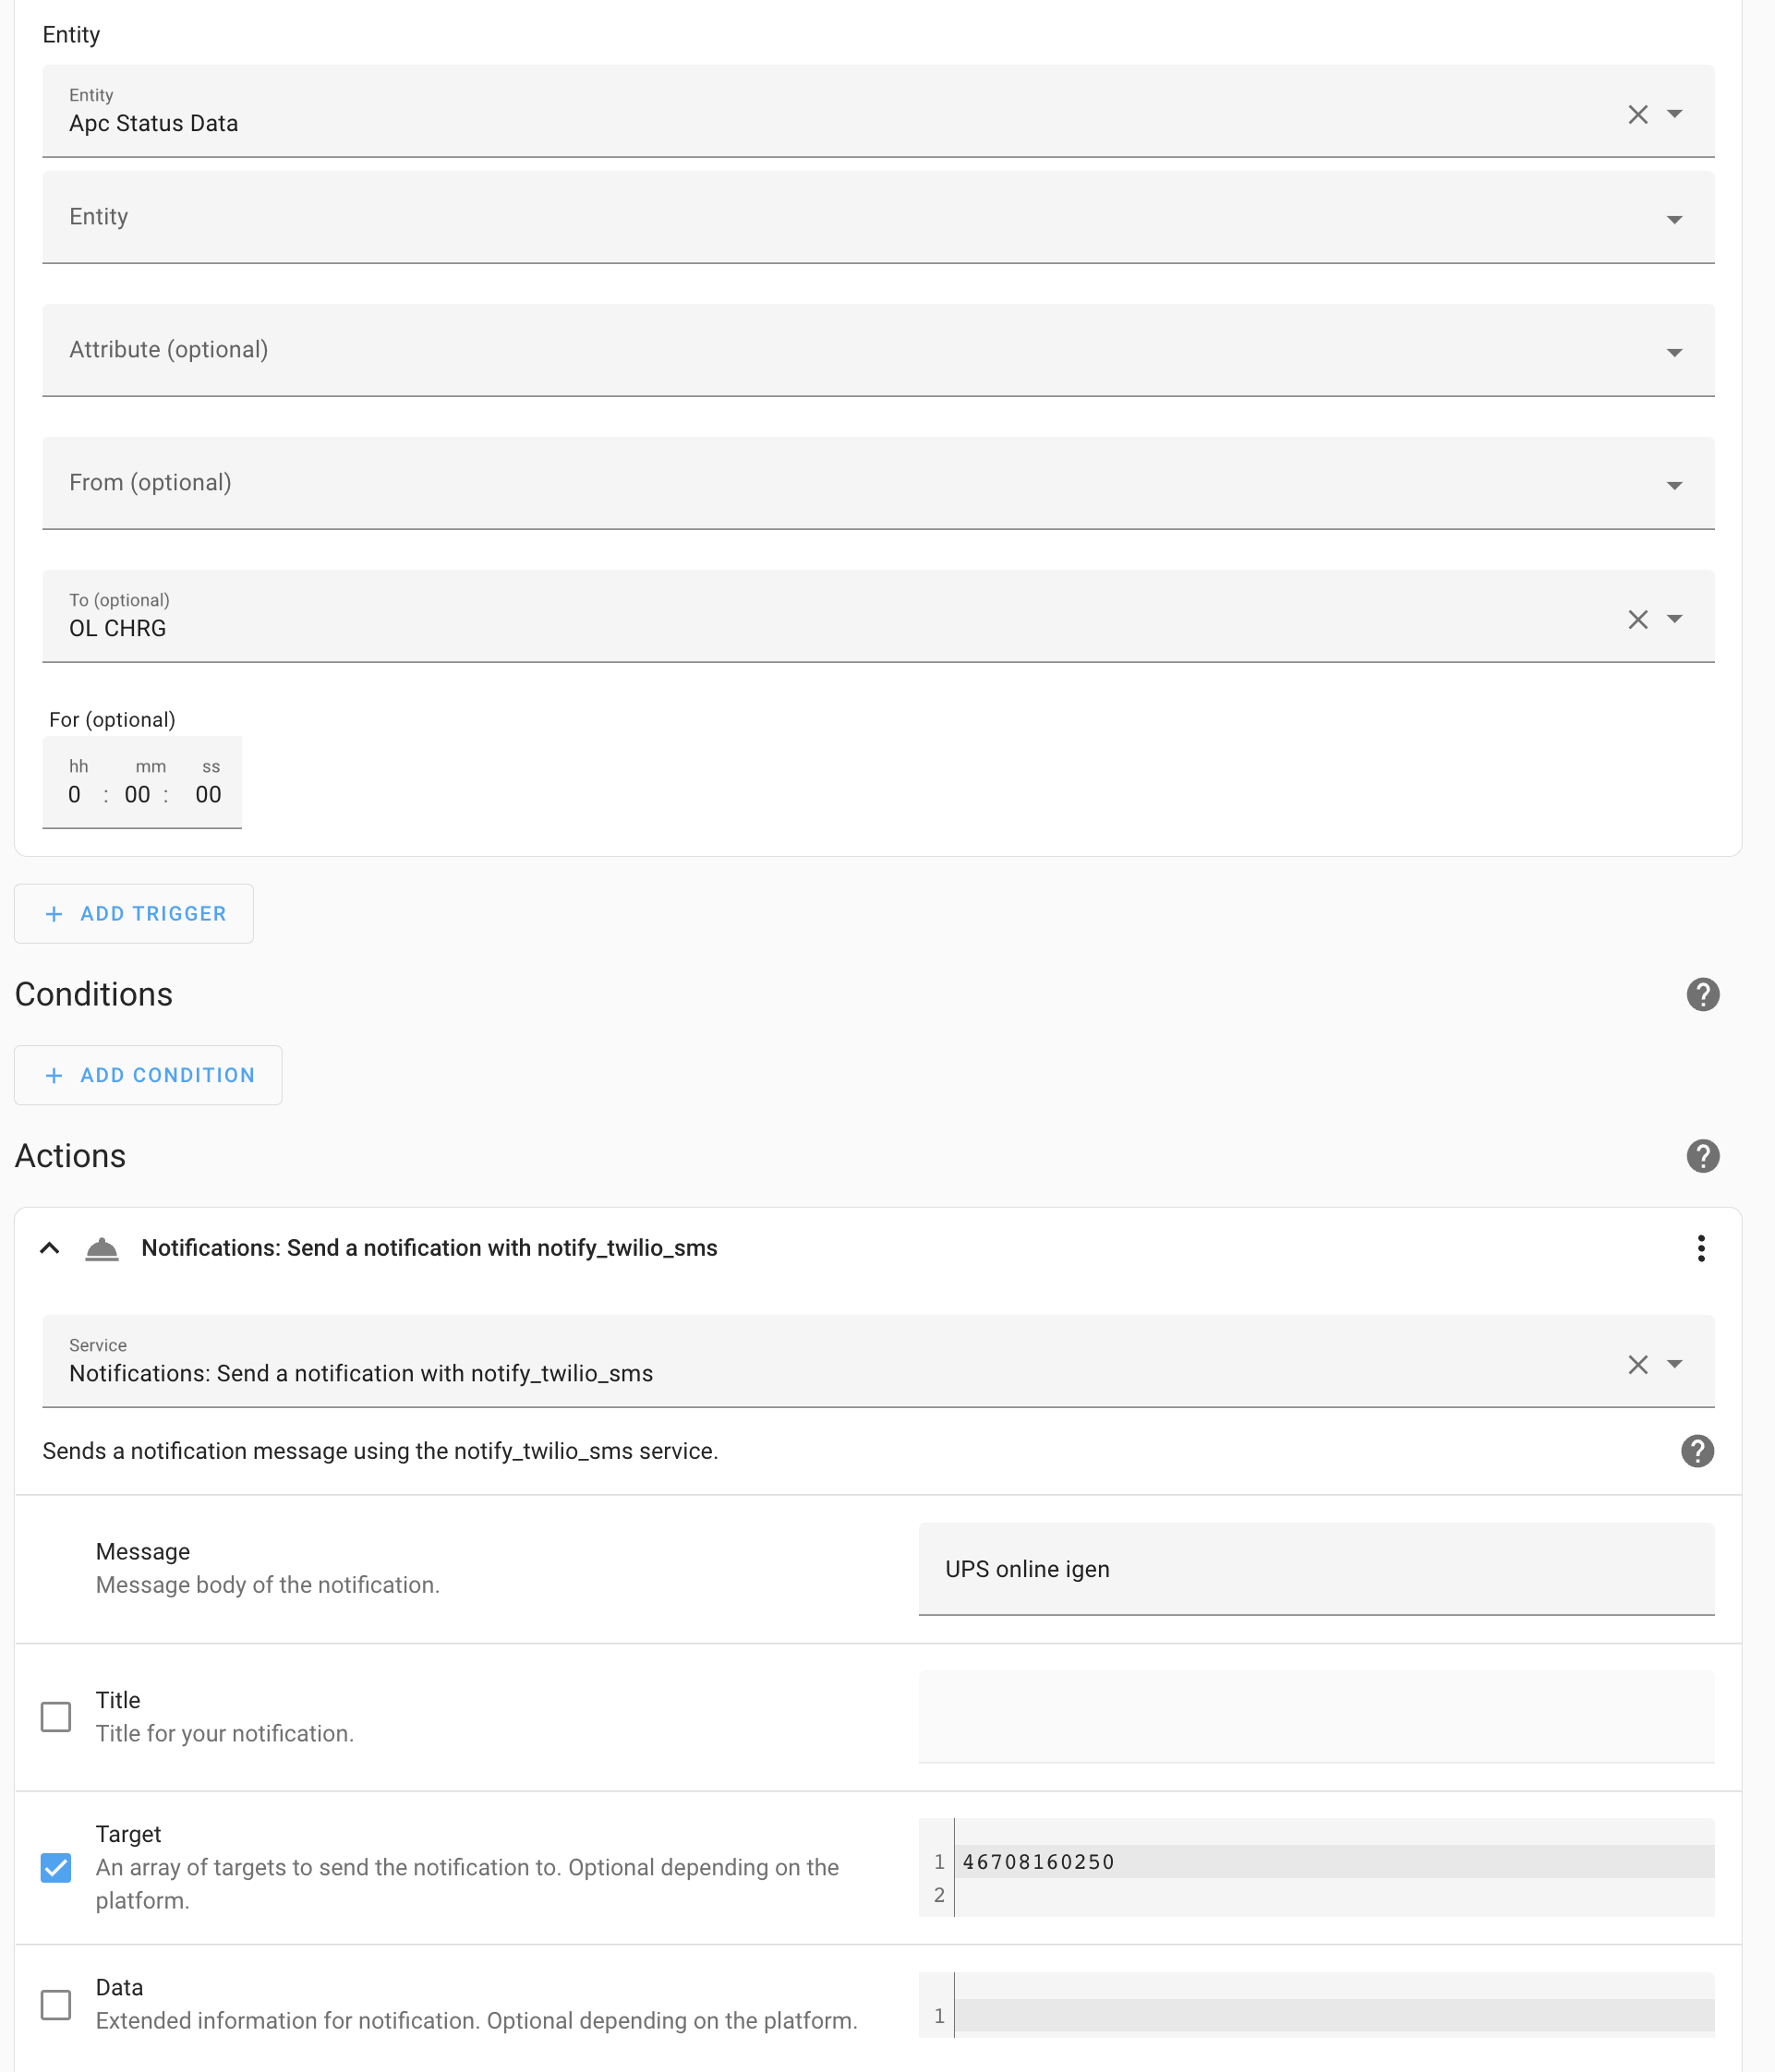 Entity
Entity
Apc Status Data
Entity
Attribute (optional)
From (optional)
To (optional)
OL CHRG
For (optional)
hh mm ss
0 : 00 : 00
+ ADD TRIGGER
Conditions
+ ADD CONDITION
Actions
Notifications: Send a notification with notify_twilio_sms
Service
Notifications: Send a notification with notify_twilio_sms
Sends a notification message using the notify_twilio_sms service.
Message
Message body of the notification.
UPS online igen
Title
Title for your notification.
Target
An array of targets to send the notification to. Optional depending on the
platform.
1 46708160250
2
Data
Extended information for notification. Optional depending on the platform.
1